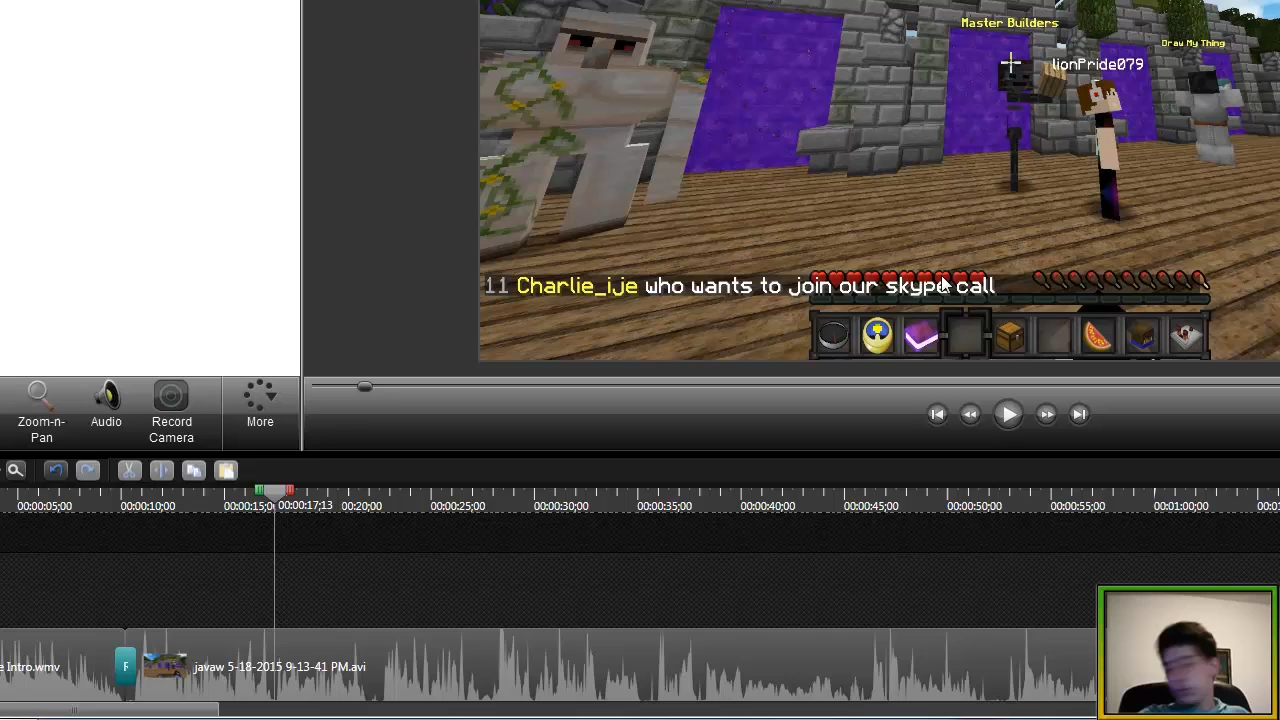 Master Builders
Draw My Thing
lionPride079
11 Charlie_ije who wants to join our skype call
Zoom-n-Pan
Audio
Record Camera
More
00:00:05;00
00:00:10;00
00:00:15;0
00:00:17;13
00:20;00
00:00:25;00
00:00:30;00
00:00:35;00
00:00:40;00
00:00:45;00
00:00:50;00
00:00:55;00
00:01:00;00
00:01
e Intro.wmv
F
javaw 5-18-2015 9-13-41 PM.avi